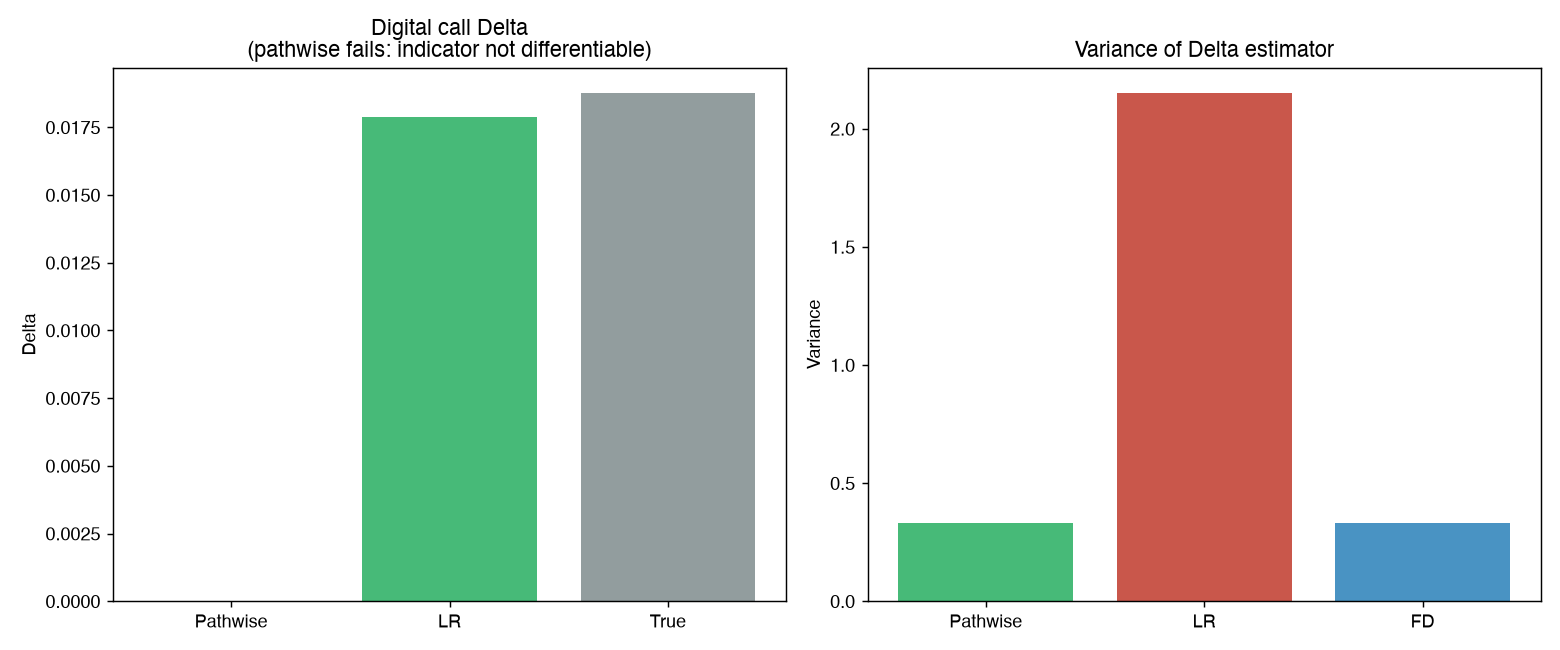 Digital call Delta
(pathwise fails: indicator not differentiable)
Delta
0.0175
0.0150
0.0125
0.0100
0.0075
0.0050
0.0025
0.0000
Pathwise
LR
True
Variance of Delta estimator
Variance
2.0
1.5
1.0
0.5
0.0
Pathwise
LR
FD